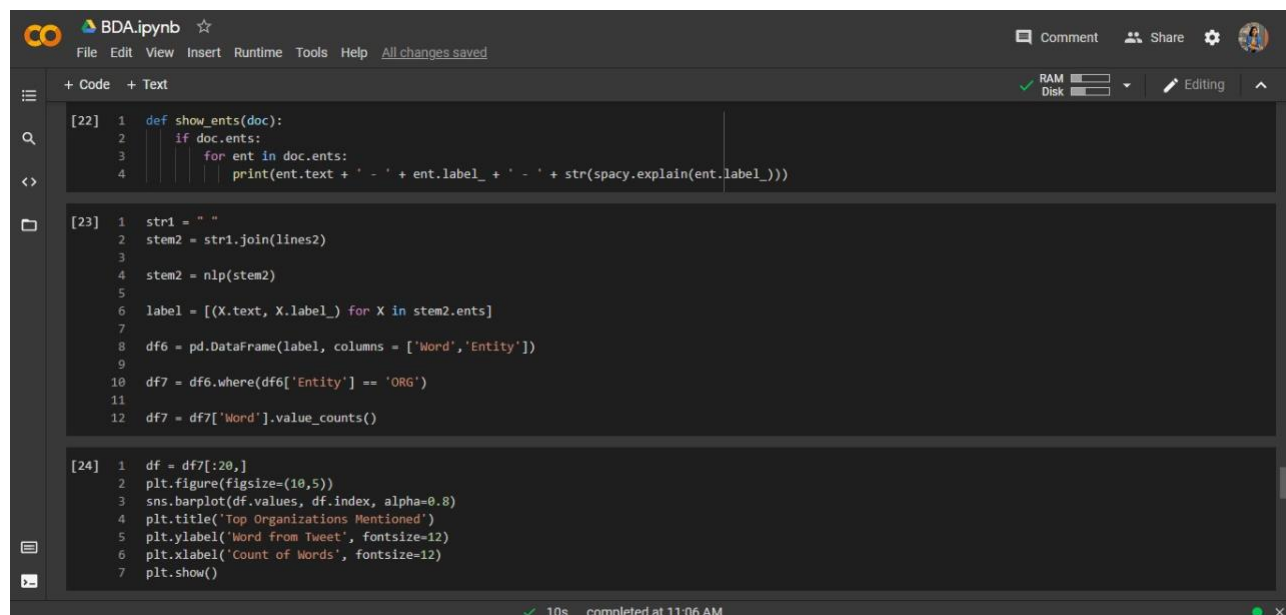 BDA.ipynb
Comment Share
File Edit View Insert Runtime Tools Help All changes saved
+ Code + Text
RAM
Disk
Editing
[22] 1 def show_ents(doc):
2 if doc.ents:
3 for ent in doc.ents:
4 print(ent.text + ' - ' + ent.label_ + ' - ' + str(spacy.explain(ent.label_)))
[23] 1 str1 = " "
2 stem2 = str1.join(lines2)
3
4 stem2 = nlp(stem2)
5
6 label = [(X.text, X.label_) for X in stem2.ents]
7
8 df6 = pd.DataFrame(label, columns = ['Word','Entity'])
9
10 df7 = df6.where(df6['Entity'] == 'ORG')
11
12 df7 = df7['Word'].value_counts()
[24] 1 df = df7[:20,]
2 plt.figure(figsize=(10,5))
3 sns.barplot(df.values, df.index, alpha=0.8)
4 plt.title('Top Organizations Mentioned')
5 plt.ylabel('Word from Tweet', fontsize=12)
6 plt.xlabel('Count of Words', fontsize=12)
7 plt.show()
10s completed at 11:06 AM